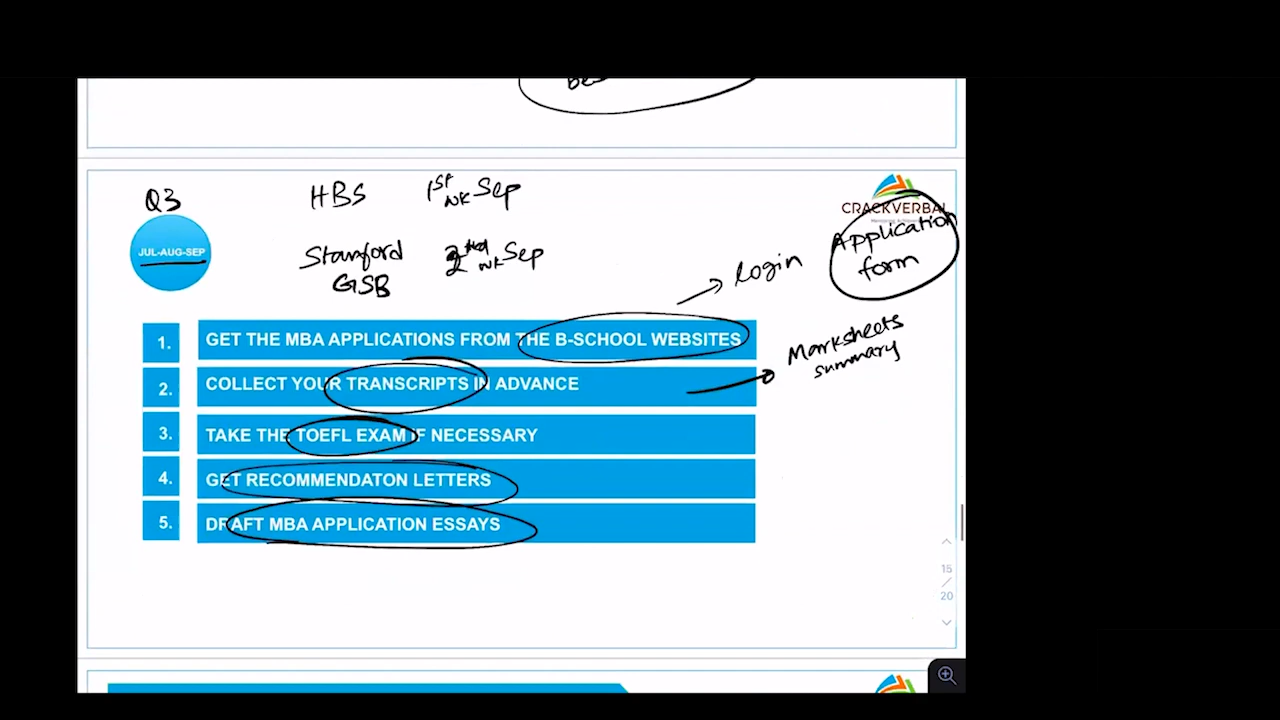 Q3
HBS
1st wk Sep
CRACKVERBAL
Application
form
JUL-AUG-SEP
Stanford
GSB
2nd wk Sep
login
1. GET THE MBA APPLICATIONS FROM THE B-SCHOOL WEBSITES
Marksheets
summary
2. COLLECT YOUR TRANSCRIPTS IN ADVANCE
3. TAKE THE TOEFL EXAM IF NECESSARY
4. GET RECOMMENDATON LETTERS
5. DRAFT MBA APPLICATION ESSAYS
15
/
20